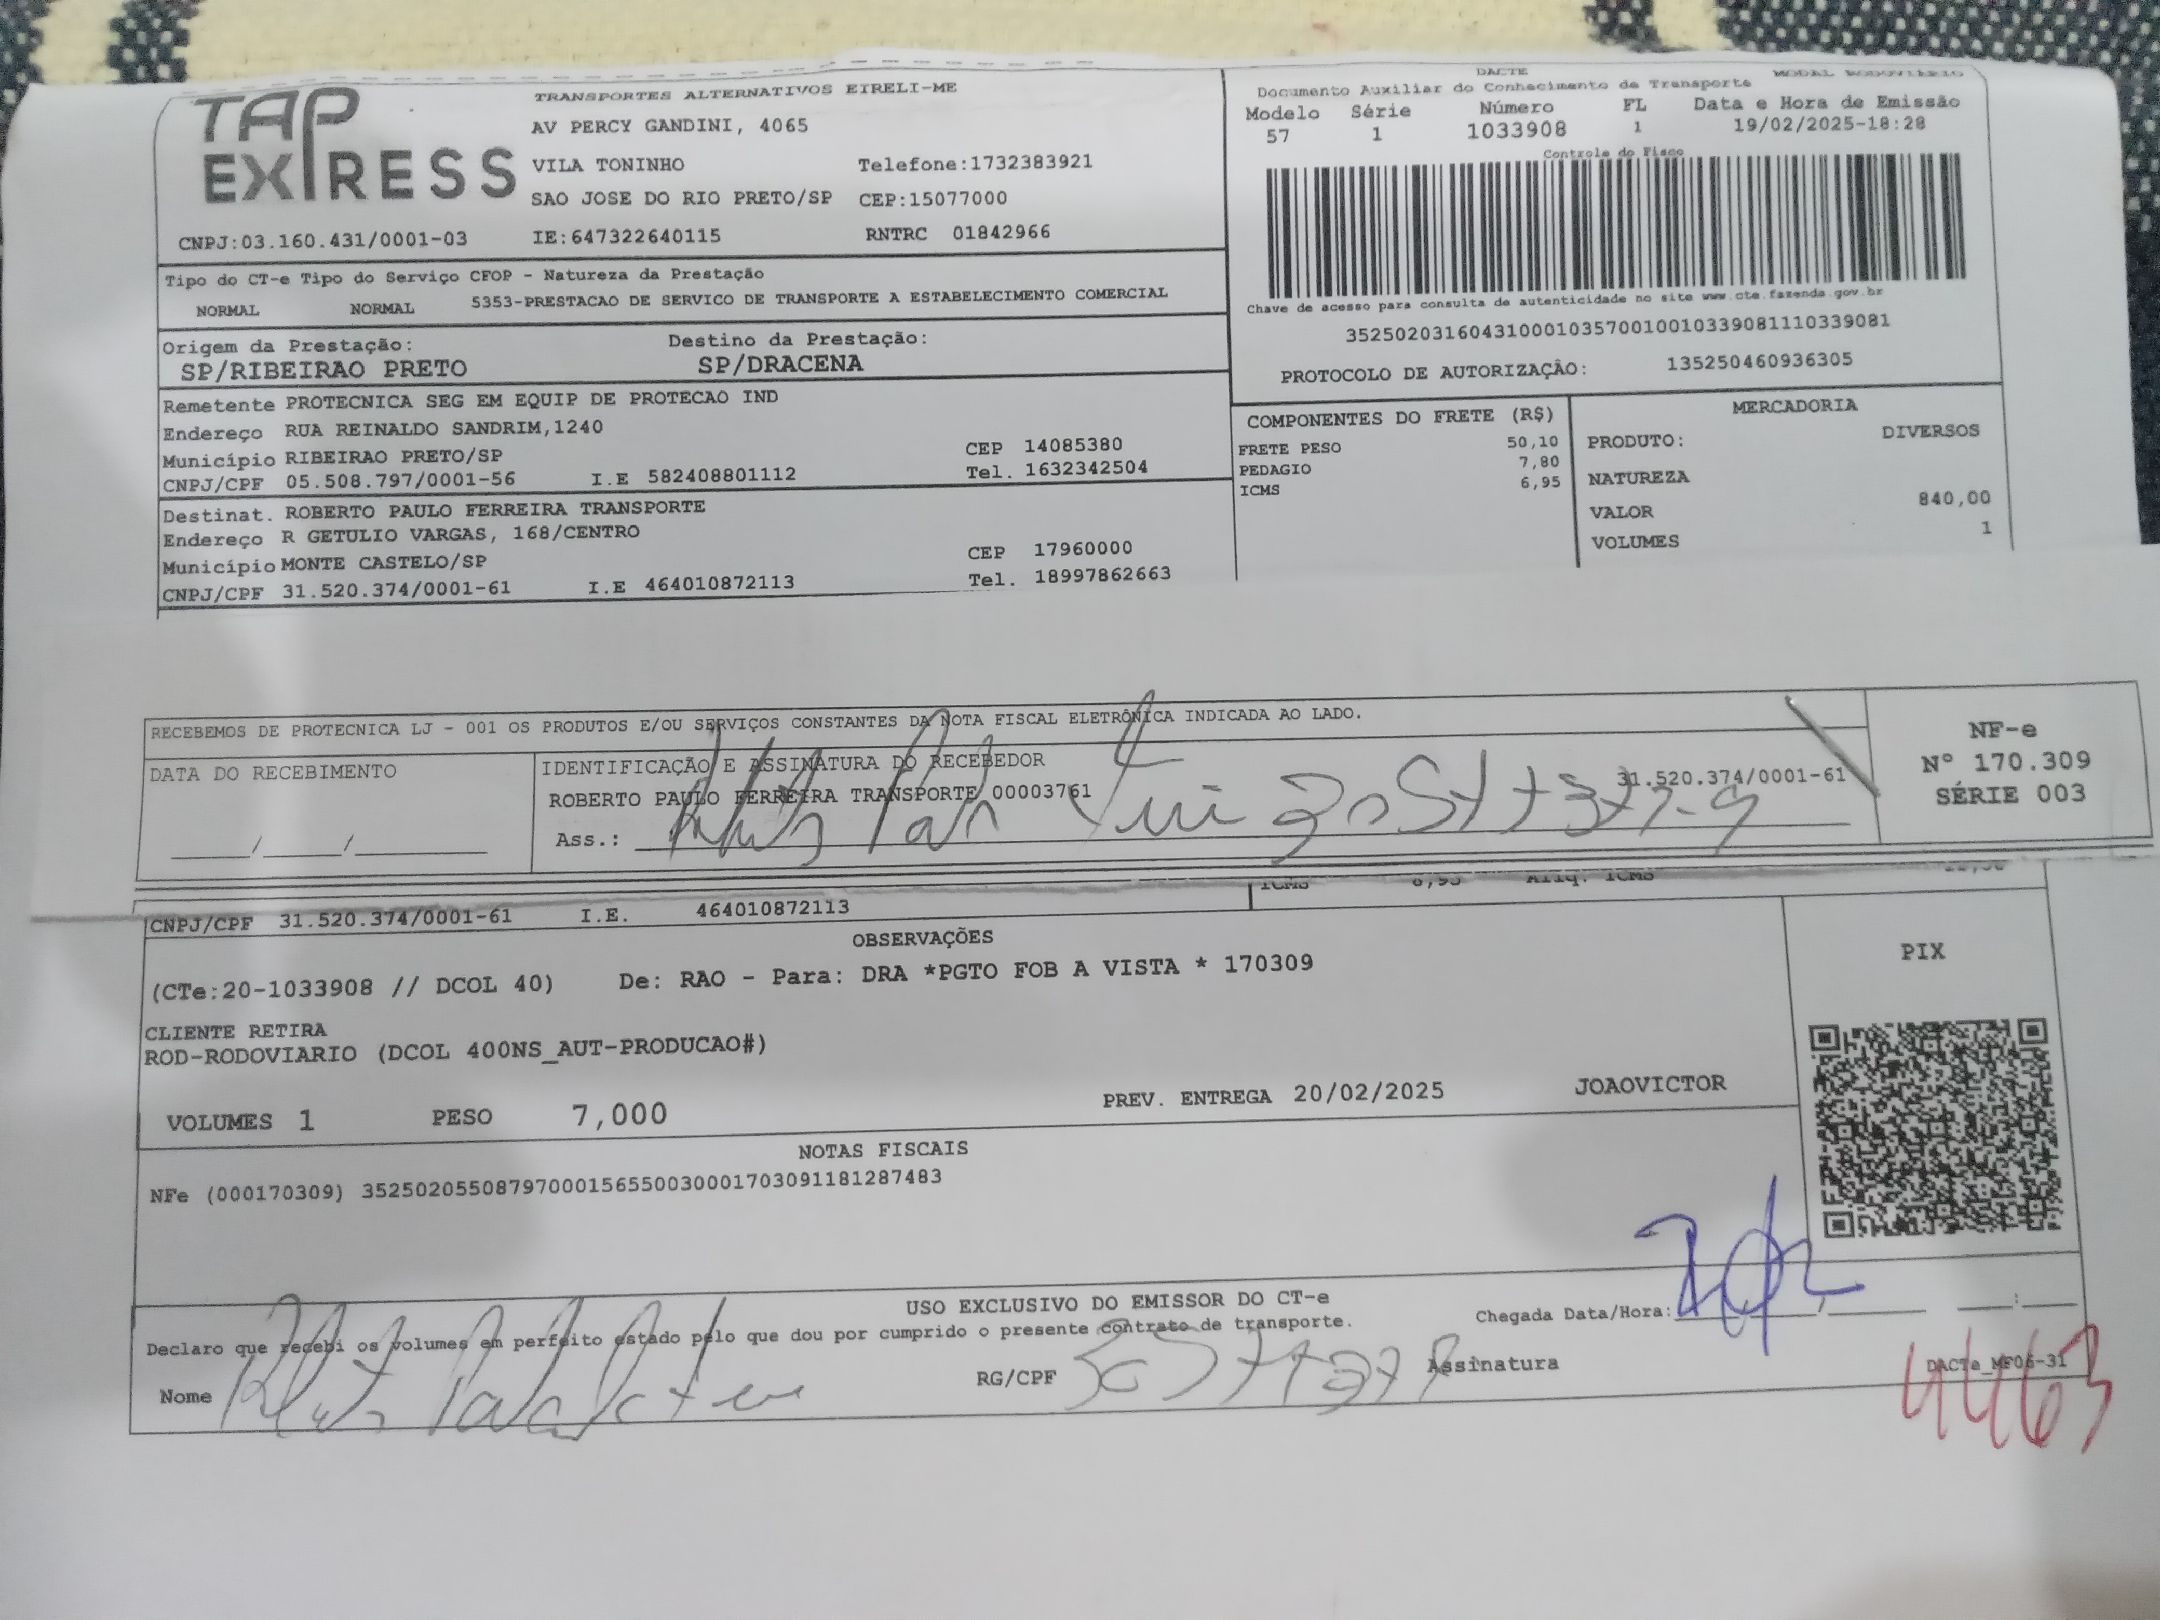 TAP EXPRESS
TRANSPORTES ALTERNATIVOS EIRELI-ME
AV PERCY GANDINI, 4065
VILA TONINHO Telefone:1732383921
SAO JOSE DO RIO PRETO/SP CEP:15077000
CNPJ:03.160.431/0001-03 IE:647322640115 RNTRC 01842966
DACTE MODAL RODOVIARIO
Documento Auxiliar do Conhecimento de Transporte
Modelo Série Número FL Data e Hora de Emissão
57 1 1033908 1 19/02/2025-18:28
Controle do Fisco
Chave de acesso para consulta de autenticidade no site www.cte.fazenda.gov.br
35250203160431000103570010010339081110339081
PROTOCOLO DE AUTORIZAÇÃO: 135250460936305
Tipo do CT-e Tipo do Serviço CFOP - Natureza da Prestação
NORMAL NORMAL 5353-PRESTACAO DE SERVICO DE TRANSPORTE A ESTABELECIMENTO COMERCIAL
Origem da Prestação: Destino da Prestação:
SP/RIBEIRAO PRETO SP/DRACENA
Remetente PROTECNICA SEG EM EQUIP DE PROTECAO IND
Endereço RUA REINALDO SANDRIM,1240
Município RIBEIRAO PRETO/SP CEP 14085380
CNPJ/CPF 05.508.797/0001-56 I.E 582408801112 Tel. 1632342504
Destinat. ROBERTO PAULO FERREIRA TRANSPORTE
Endereço R GETULIO VARGAS, 168/CENTRO
Município MONTE CASTELO/SP CEP 17960000
CNPJ/CPF 31.520.374/0001-61 I.E 464010872113 Tel. 18997862663
COMPONENTES DO FRETE (R$)
FRETE PESO 50,10
PEDAGIO 7,80
ICMS 6,95
MERCADORIA
PRODUTO: DIVERSOS
NATUREZA
VALOR 840,00
VOLUMES 1
RECEBEMOS DE PROTECNICA LJ - 001 OS PRODUTOS E/OU SERVIÇOS CONSTANTES DA NOTA FISCAL ELETRÔNICA INDICADA AO LADO.
DATA DO RECEBIMENTO
___/___/_____
IDENTIFICAÇÃO E ASSINATURA DO RECEBEDOR
ROBERTO PAULO FERREIRA TRANSPORTE 00003761 31.520.374/0001-61
Ass.:
NF-e
Nº 170.309
SÉRIE 003
ICMS 6,95 Aliq. ICMS
CNPJ/CPF 31.520.374/0001-61 I.E. 464010872113
OBSERVAÇÕES
(CTe:20-1033908 // DCOL 40) De: RAO - Para: DRA *PGTO FOB A VISTA * 170309
CLIENTE RETIRA
ROD-RODOVIARIO (DCOL 400NS_AUT-PRODUCAO#)
VOLUMES 1 PESO 7,000 PREV. ENTREGA 20/02/2025 JOAOVICTOR
PIX
NOTAS FISCAIS
NFe (000170309) 35250205508797000156550030001703091181287483
USO EXCLUSIVO DO EMISSOR DO CT-e
Declaro que recebi os volumes em perfeito estado pelo que dou por cumprido o presente contrato de transporte.
Chegada Data/Hora:
Nome RG/CPF Assinatura DACTe_MF06-31
4463